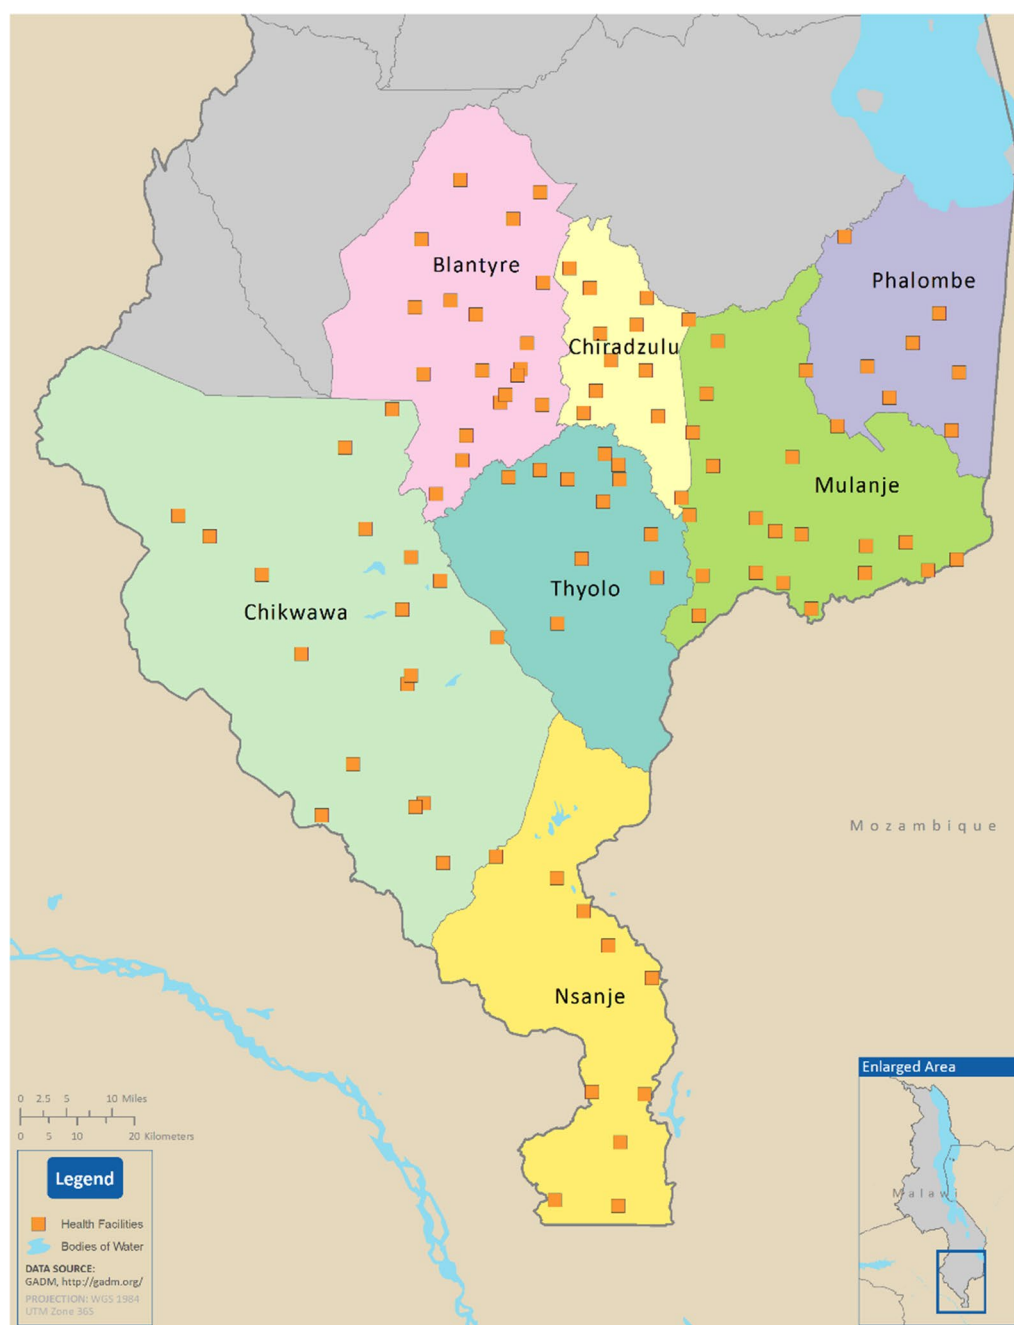 Blantyre
Phalombe
Chiradzulu
Mulanje
Thyolo
Chikwawa
Mozambique
Nsanje
Enlarged Area
Malawi
0 2.5 5 10 Miles
0 5 10 20 Kilometers
Legend
Health Facilities
Bodies of Water
DATA SOURCE:
GADM, http://gadm.org/
PROJECTION: WGS 1984
UTM Zone 36S